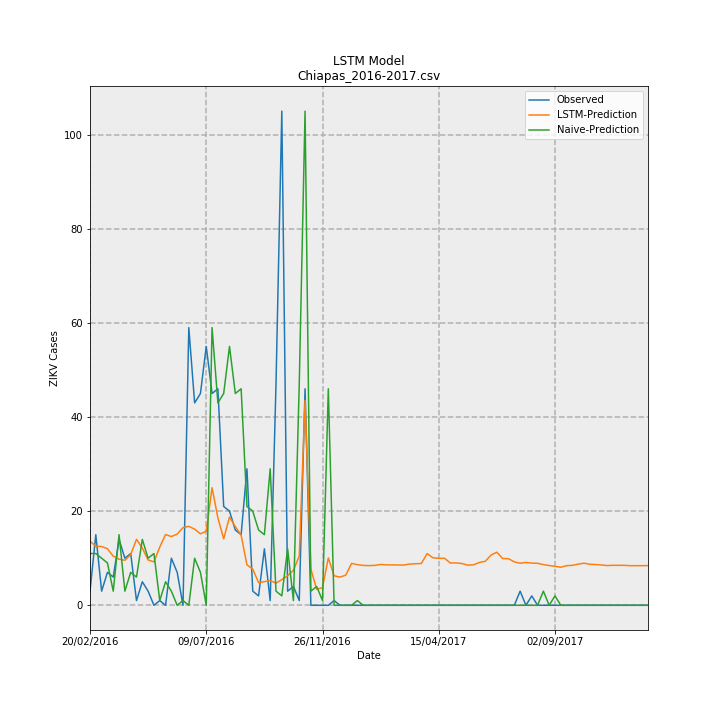 LSTM Model
Chiapas_2016-2017.csv
Observed
LSTM-Prediction
Naive-Prediction
100
80
60
40
20
0
ZIKV Cases
20/02/2016
09/07/2016
26/11/2016
15/04/2017
02/09/2017
Date